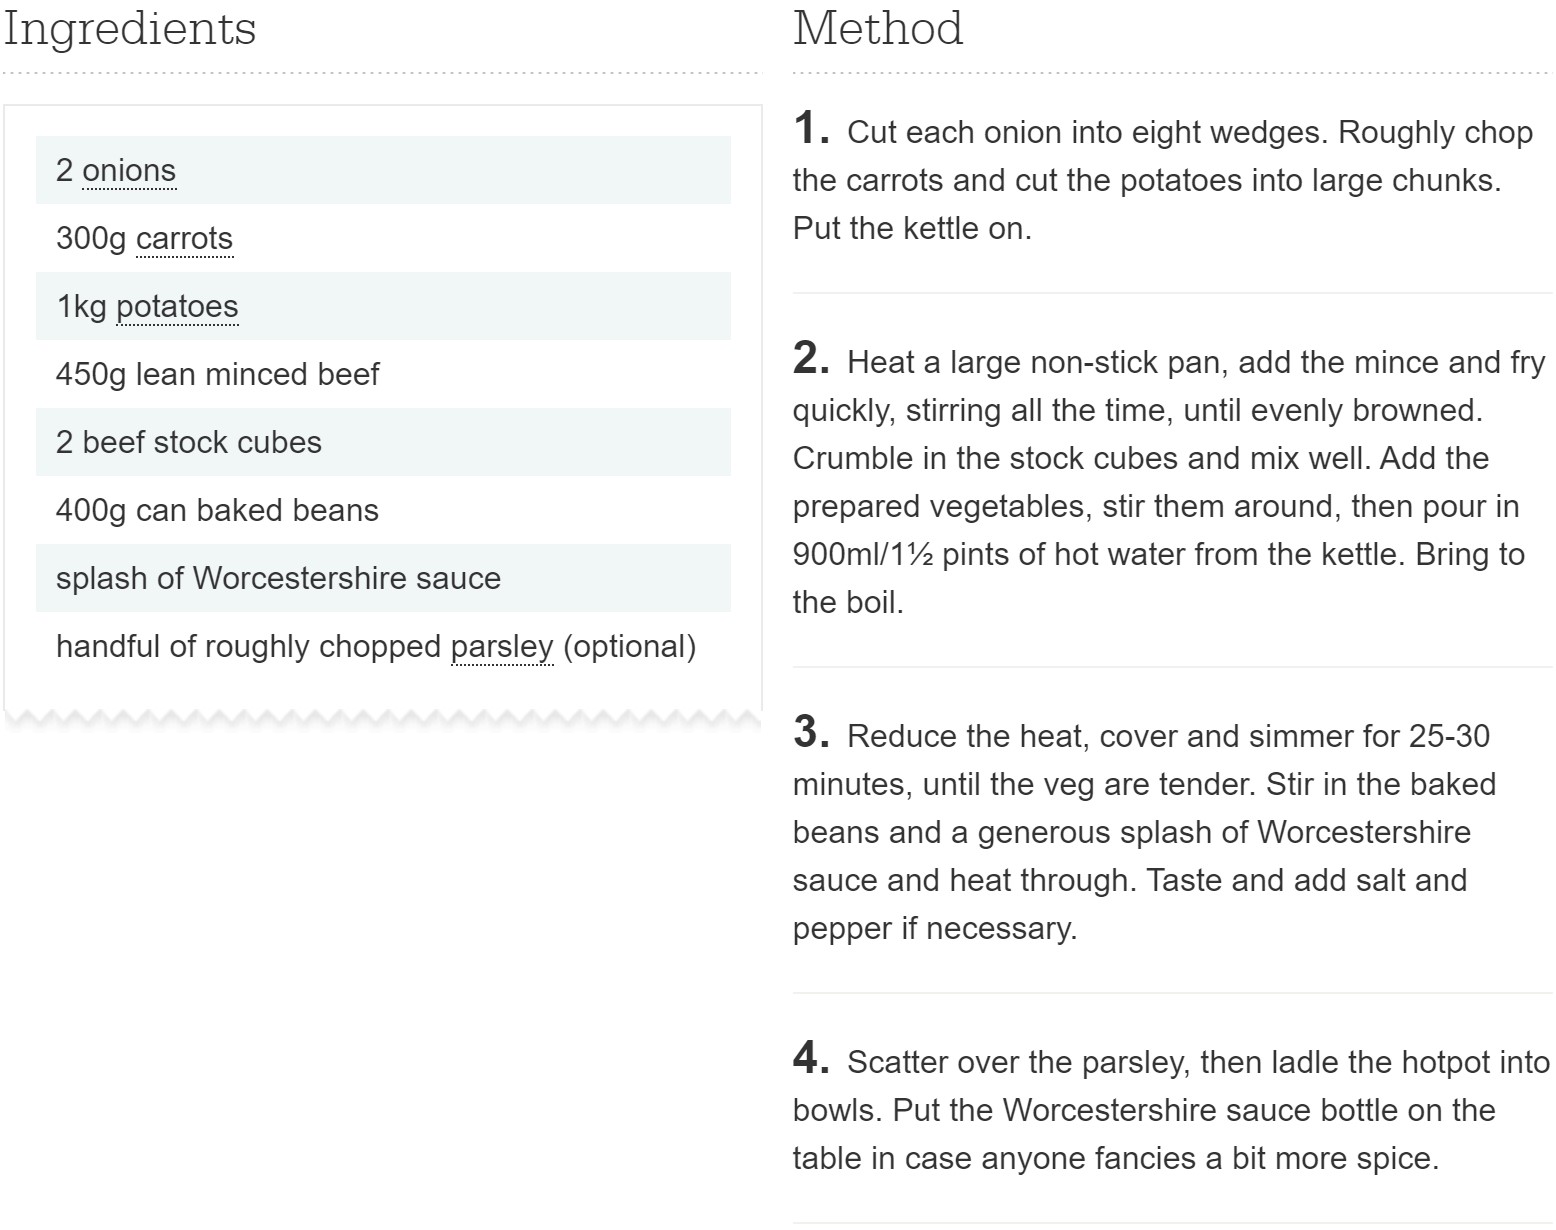 Ingredients
2 onions
300g carrots
1kg potatoes
450g lean minced beef
2 beef stock cubes
400g can baked beans
splash of Worcestershire sauce
handful of roughly chopped parsley (optional)
Method
1. Cut each onion into eight wedges. Roughly chop
the carrots and cut the potatoes into large chunks.
Put the kettle on.
2. Heat a large non-stick pan, add the mince and fry
quickly, stirring all the time, until evenly browned.
Crumble in the stock cubes and mix well. Add the
prepared vegetables, stir them around, then pour in
900ml/1½ pints of hot water from the kettle. Bring to
the boil.
3. Reduce the heat, cover and simmer for 25-30
minutes, until the veg are tender. Stir in the baked
beans and a generous splash of Worcestershire
sauce and heat through. Taste and add salt and
pepper if necessary.
4. Scatter over the parsley, then ladle the hotpot into
bowls. Put the Worcestershire sauce bottle on the
table in case anyone fancies a bit more spice.